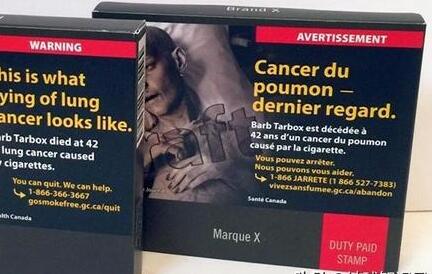 WARNING
his is what
ying of lung
ancer looks like.
arb Tarbox died at 42
lung cancer caused
y cigarettes.
You can quit. We can help.
1-866-366-3667
gosmokefree.gc.ca/quit
lth Canada
Brand X
AVERTISSEMENT
Cancer du
poumon –
dernier regard.
Barb Tarbox est décédée à
42 ans d'un cancer du poumon
causé par la cigarette.
Vous pouvez arrêter.
Nous pouvons vous aider.
1-866 JARRETE (1 866 527-7383)
vivezsansfumee.gc.ca/abandon
Santé Canada
Marque X
DUTY PAID
STAMP